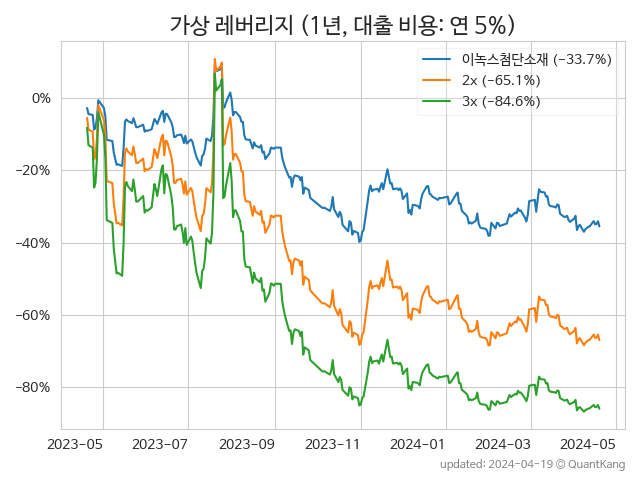 가상 레버리지 (1년, 대출 비용: 연 5%)
이녹스첨단소재 (−33.7%)
2x (−65.1%)
3x (−84.6%)
0%
−20%
−40%
−60%
−80%
2023-05 2023-07 2023-09 2023-11 2024-01 2024-03 2024-05
updated: 2024-04-19 © QuantKang